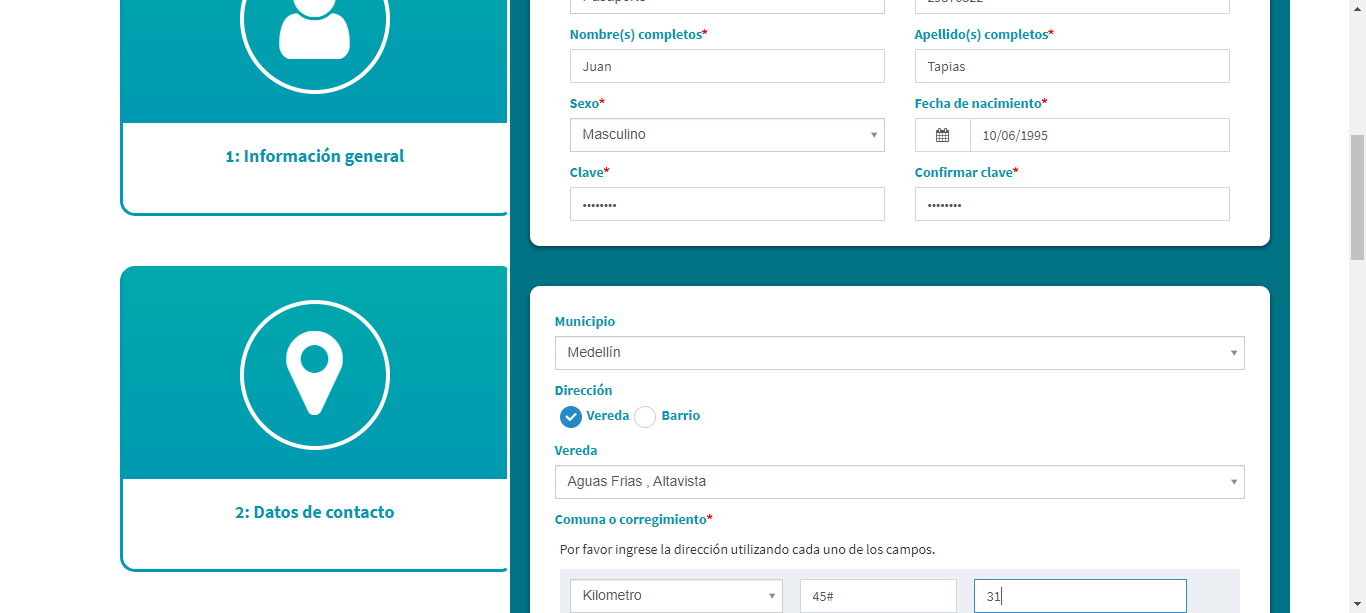 Nombre(s) completos*
Apellido(s) completos*
Juan
Tapias
Sexo*
Fecha de nacimiento*
Masculino
10/06/1995
1: Información general
Clave*
Confirmar clave*
••••••••
••••••••
Municipio
Medellín
Dirección
Vereda
Barrio
Vereda
Aguas Frias , Altavista
2: Datos de contacto
Comuna o corregimiento*
Por favor ingrese la dirección utilizando cada uno de los campos.
Kilometro
45#
31